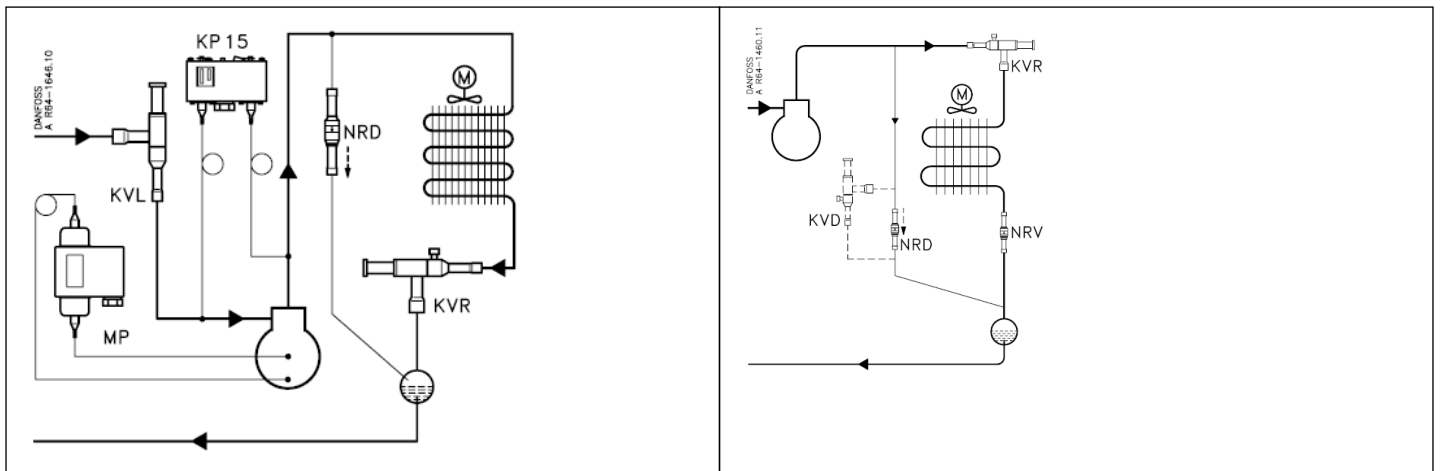 DANFOSS
A R64-1646.10
KP 15
M
NRD
KVL
KVR
MP
DANFOSS
A R64-1460.11
KVR
M
KVD
NRD
NRV